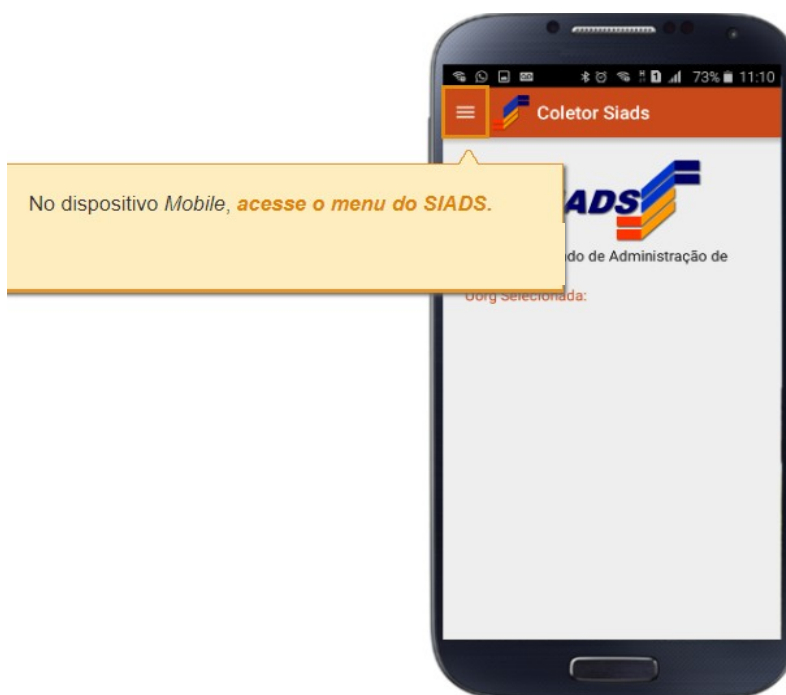 73% 11:10
Coletor Siads
No dispositivo Mobile, acesse o menu do SIADS.
ADS
do de Administração de
Uorg Selecionada: